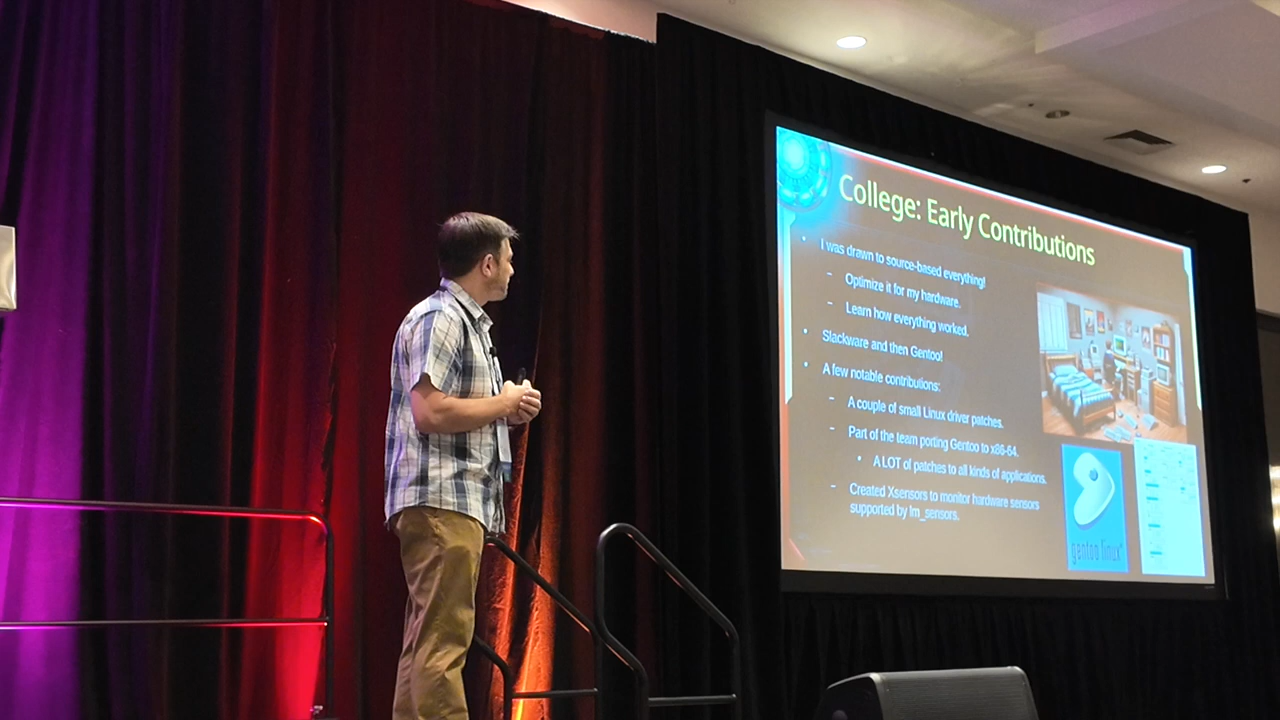 College: Early Contributions
I was drawn to source-based everything!
Optimize it for my hardware.
Learn how everything worked.
Slackware and then Gentoo!
A few notable contributions:
A couple of small Linux driver patches.
Part of the team porting Gentoo to x86-64.
A LOT of patches to all kinds of applications.
Created Xsensors to monitor hardware sensors
supported by lm_sensors.
gentoo linux